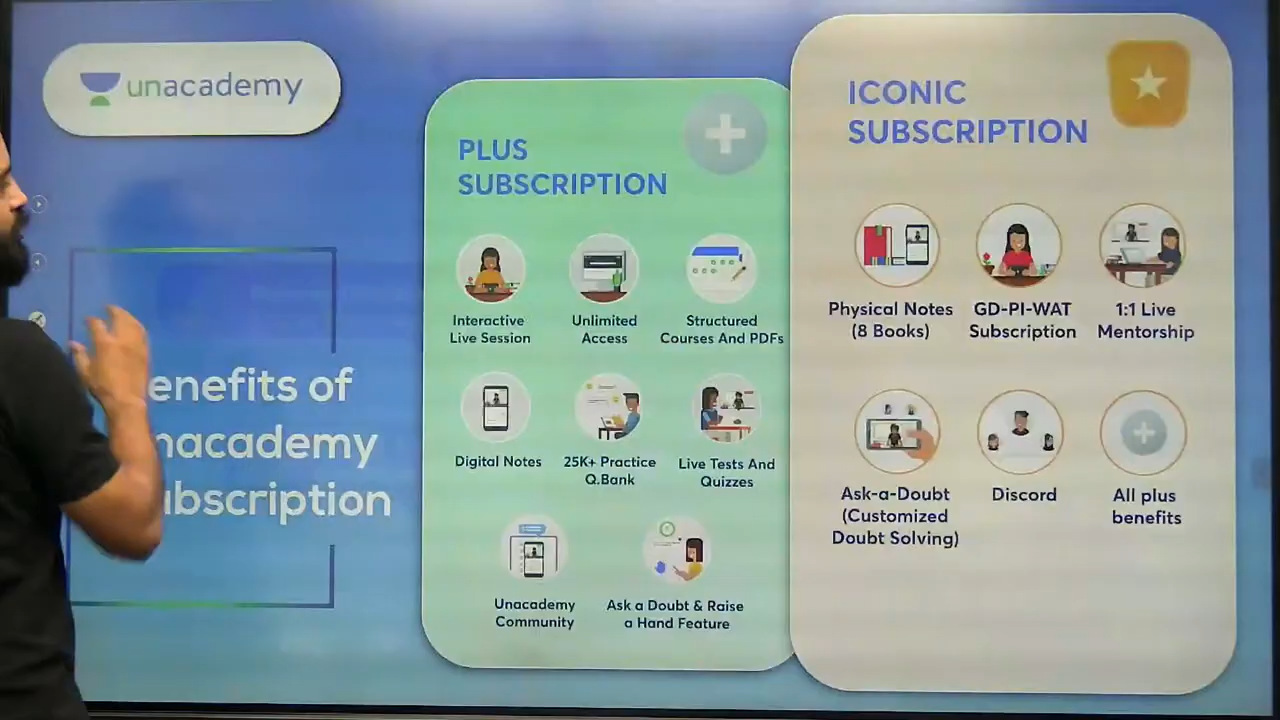 unacademy
enefits of
nacademy
ubscription
PLUS
SUBSCRIPTION
Interactive
Live Session
Unlimited
Access
Structured
Courses And PDFs
Digital Notes
25K+ Practice
Q.Bank
Live Tests And
Quizzes
Unacademy
Community
Ask a Doubt & Raise
a Hand Feature
ICONIC
SUBSCRIPTION
Physical Notes
(8 Books)
GD-PI-WAT
Subscription
1:1 Live
Mentorship
Ask-a-Doubt
(Customized
Doubt Solving)
Discord
All plus
benefits